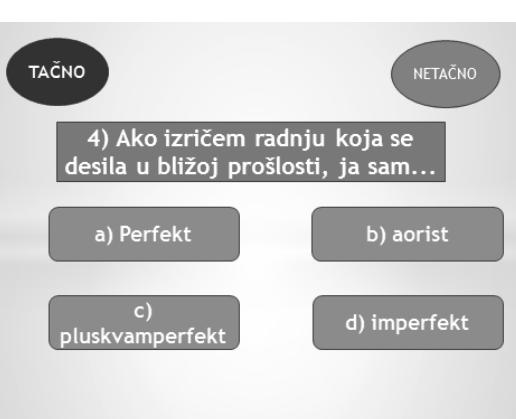 TAČNO
NETAČNO
4) Ako izričem radnju koja se
desila u bližoj prošlosti, ja sam...
a) Perfekt
b) aorist
c)
pluskvamperfekt
d) imperfekt